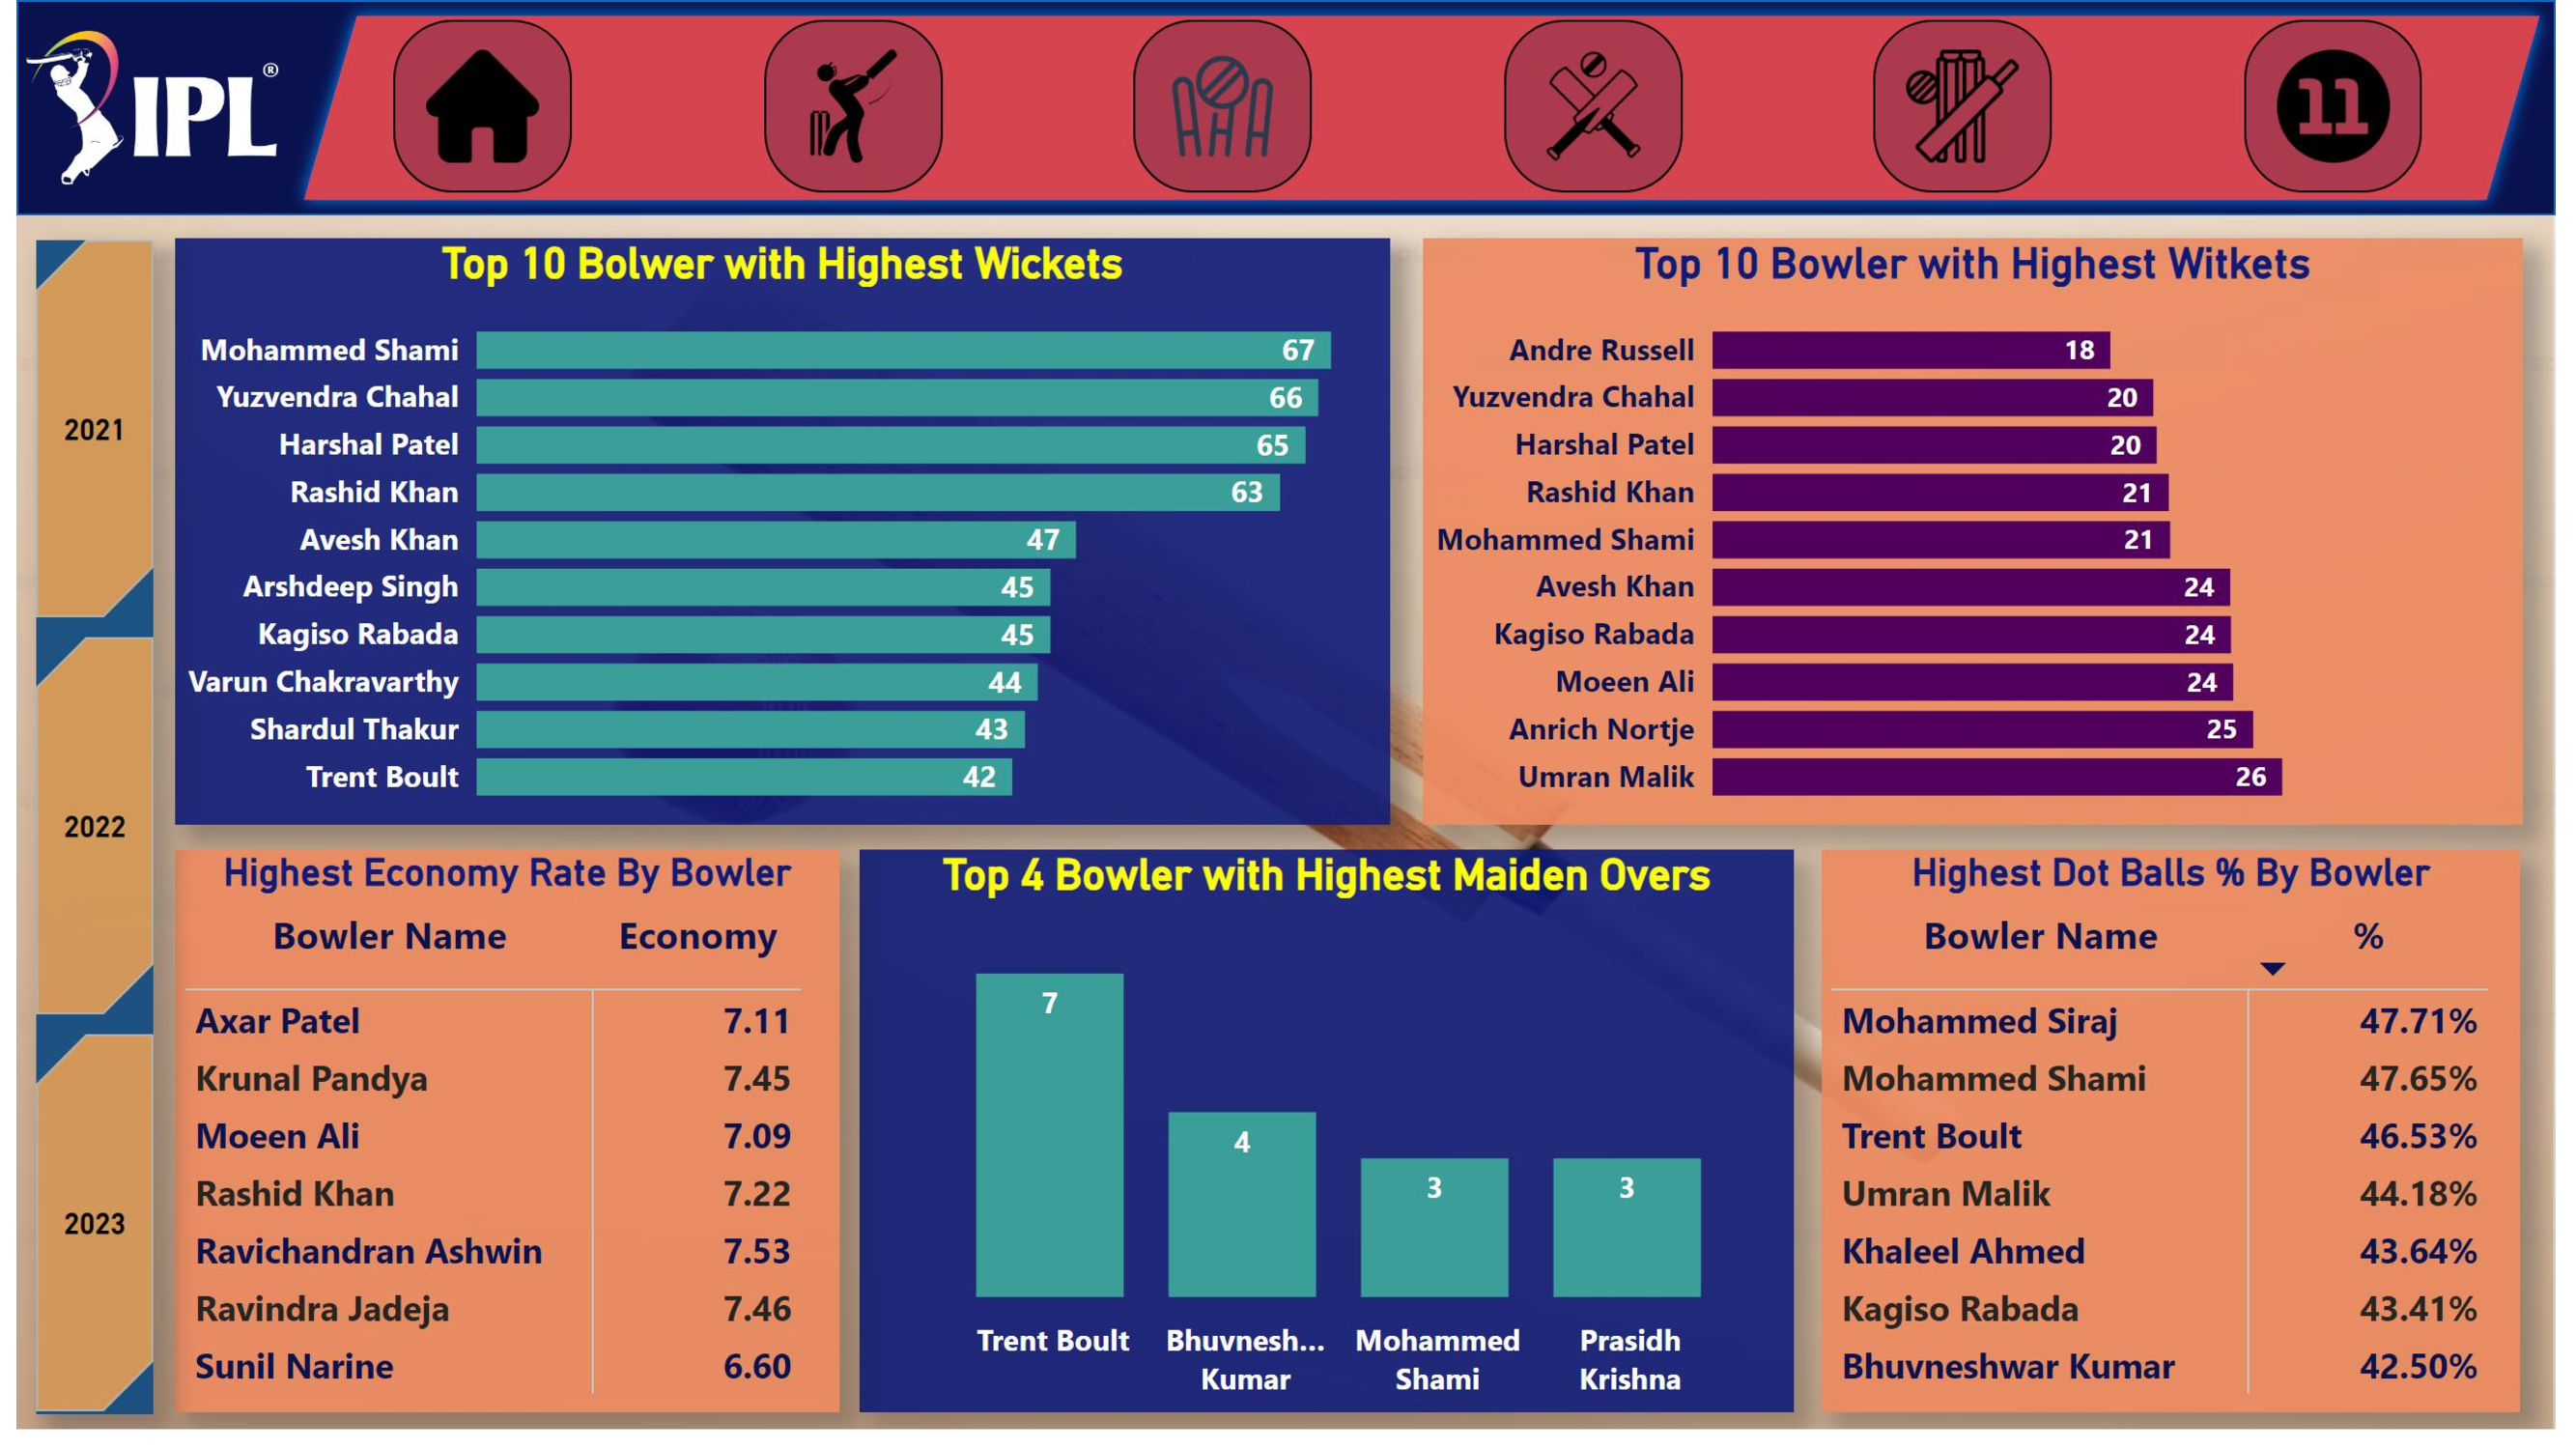 IPL®
11
2021
2022
2023
Top 10 Bolwer with Highest Wickets
Mohammed Shami 67
Yuzvendra Chahal 66
Harshal Patel 65
Rashid Khan 63
Avesh Khan 47
Arshdeep Singh 45
Kagiso Rabada 45
Varun Chakravarthy 44
Shardul Thakur 43
Trent Boult 42
Top 10 Bowler with Highest Witkets
Andre Russell 18
Yuzvendra Chahal 20
Harshal Patel 20
Rashid Khan 21
Mohammed Shami 21
Avesh Khan 24
Kagiso Rabada 24
Moeen Ali 24
Anrich Nortje 25
Umran Malik 26
Highest Economy Rate By Bowler
Bowler Name Economy
Axar Patel 7.11
Krunal Pandya 7.45
Moeen Ali 7.09
Rashid Khan 7.22
Ravichandran Ashwin 7.53
Ravindra Jadeja 7.46
Sunil Narine 6.60
Top 4 Bowler with Highest Maiden Overs
7
4
3
3
Trent Boult
Bhuvnesh...
Kumar
Mohammed
Shami
Prasidh
Krishna
Highest Dot Balls % By Bowler
Bowler Name %
Mohammed Siraj 47.71%
Mohammed Shami 47.65%
Trent Boult 46.53%
Umran Malik 44.18%
Khaleel Ahmed 43.64%
Kagiso Rabada 43.41%
Bhuvneshwar Kumar 42.50%